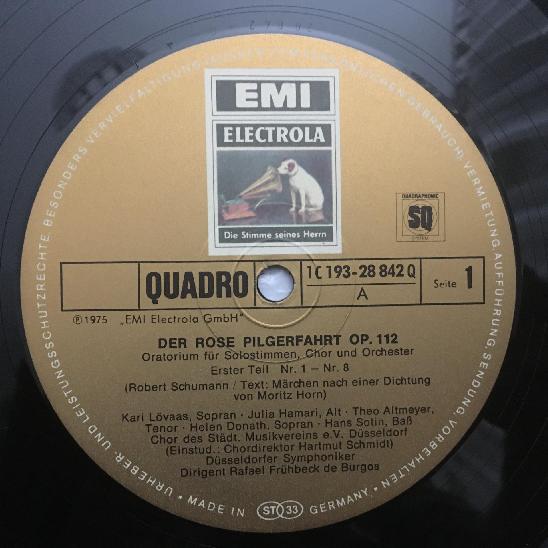 EMI
ELECTROLA
Die Stimme seines Herrn
QUADRAPHONIC
SQ
SYSTEM
QUADRO
1 C 193-28 842 Q
A
Seite 1
℗ 1975 „EMI Electrola GmbH"
DER ROSE PILGERFAHRT OP. 112
Oratorium für Solostimmen, Chor und Orchester
Erster Teil Nr. 1 – Nr. 8
(Robert Schumann / Text: Märchen nach einer Dichtung
von Moritz Horn)
Kari Lövaas, Sopran · Julia Hamari, Alt · Theo Altmeyer,
Tenor · Helen Donath, Sopran · Hans Sotin, Baß
Chor des Städt. Musikvereins e.V. Düsseldorf
(Einstud.: Chordirektor Hartmut Schmidt)
Düsseldorfer Symphoniker
Dirigent Rafael Frühbeck de Burgos
URHEBER- UND LEISTUNGSSCHUTZRECHTE, BESONDERS VERVIELFÄLTIGUNG GEBRAUCH, VERMIETUNG, AUFFÜHRUNG, SENDUNG, VORBEHALTEN
MADE IN GERMANY
ST 33